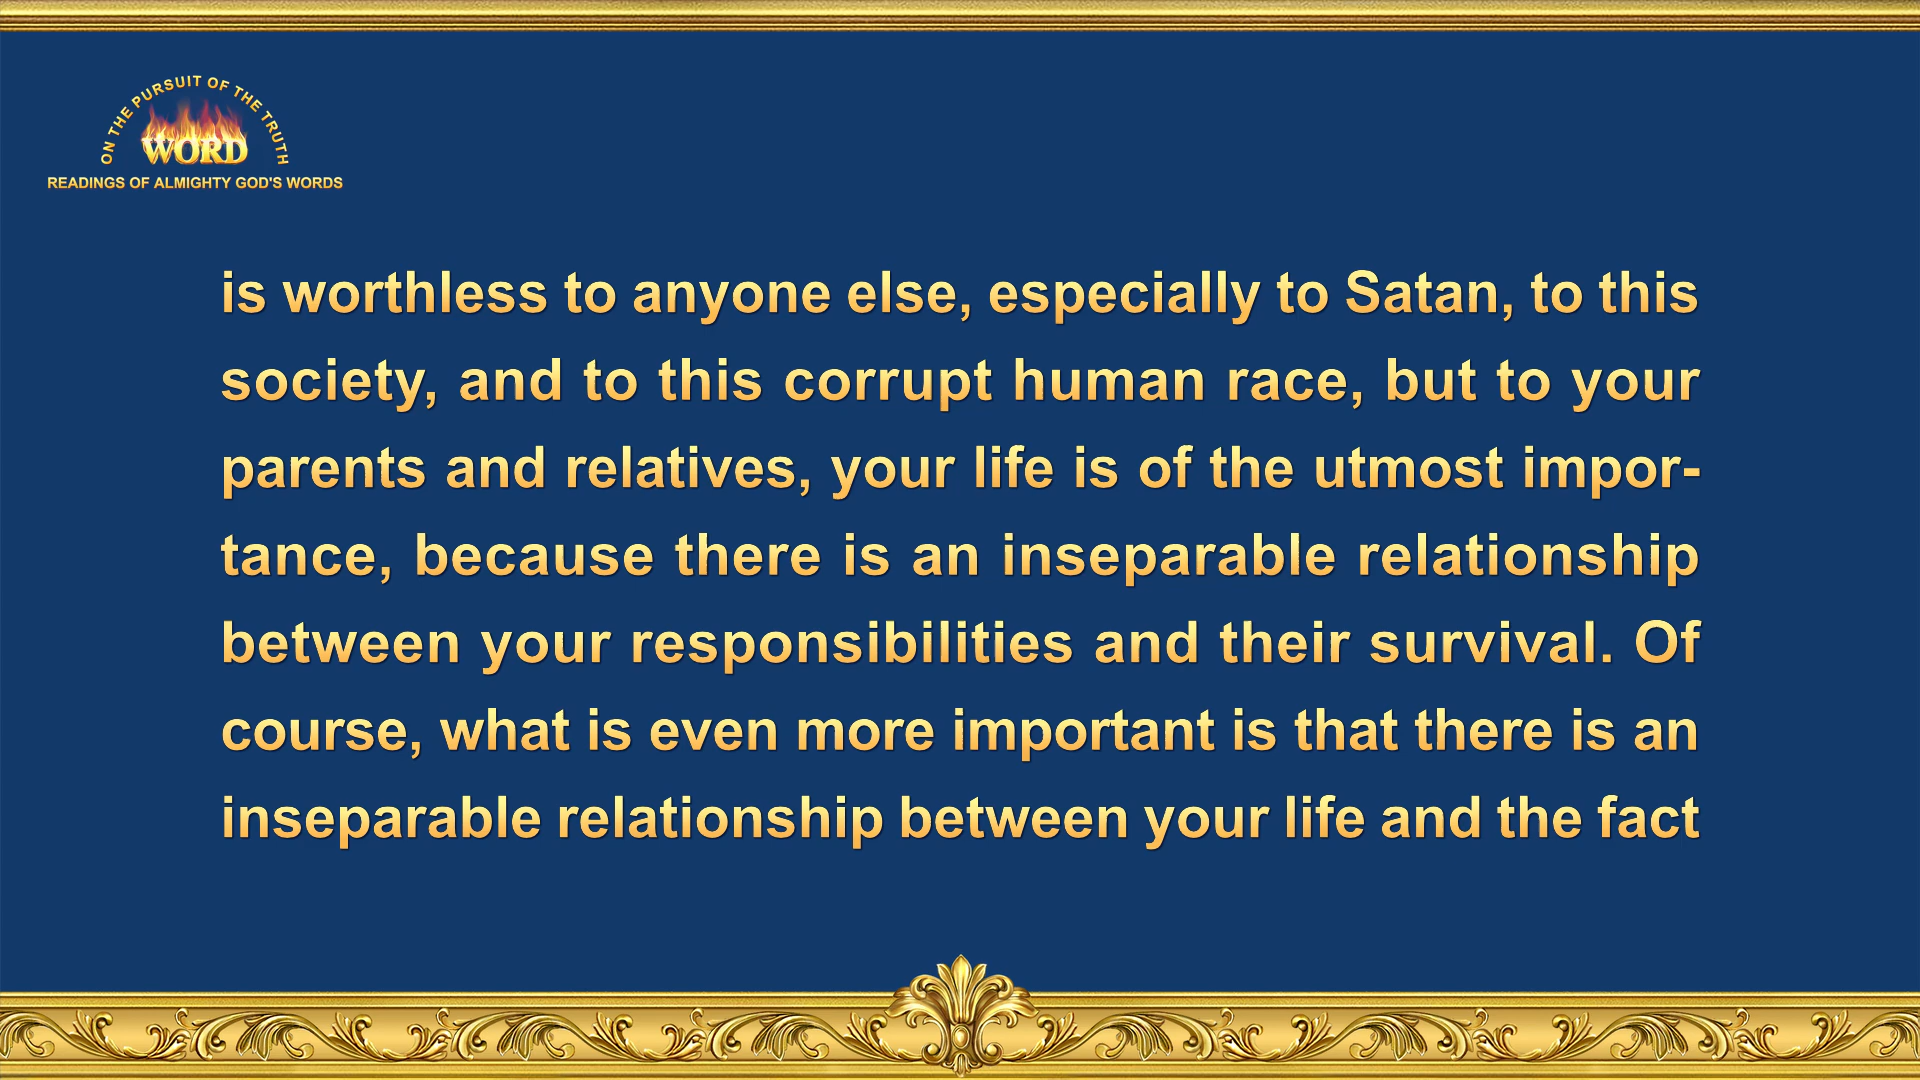 ON THE PURSUIT OF THE TRUTH
WORD
READINGS OF ALMIGHTY GOD'S WORDS
is worthless to anyone else, especially to Satan, to this
society, and to this corrupt human race, but to your
parents and relatives, your life is of the utmost impor-
tance, because there is an inseparable relationship
between your responsibilities and their survival. Of
course, what is even more important is that there is an
inseparable relationship between your life and the fact